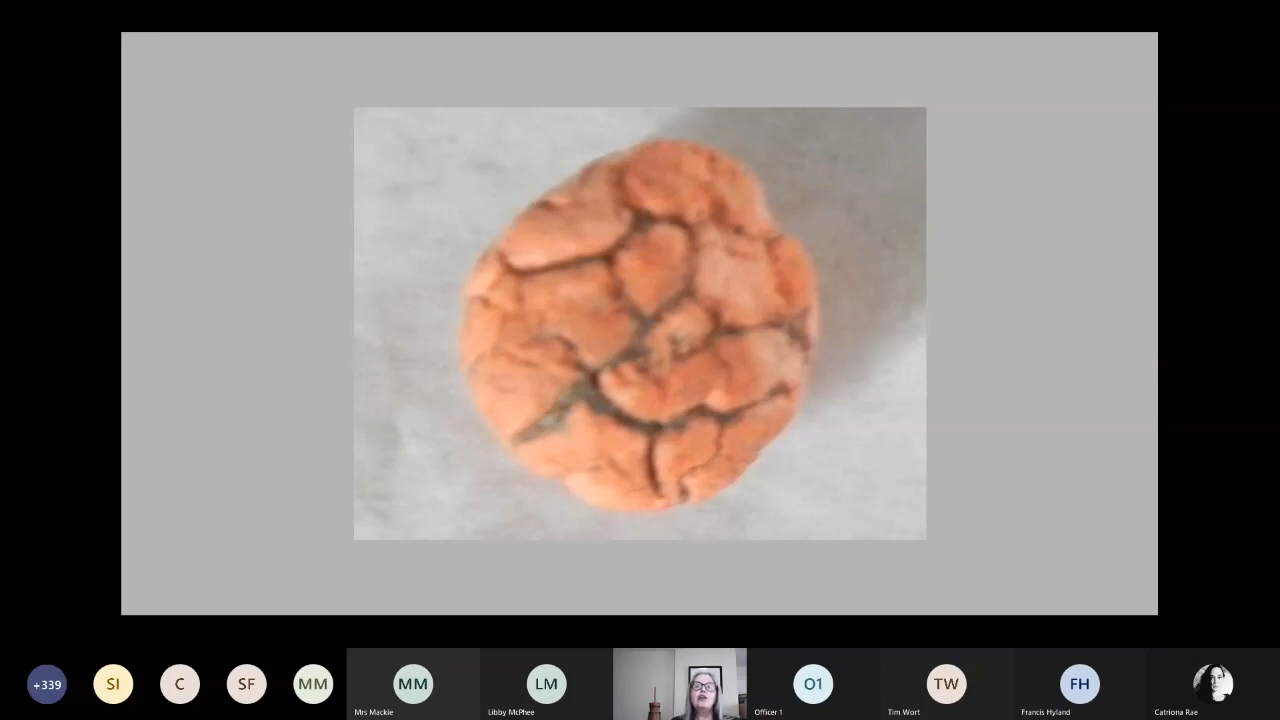 +339
SI
C
SF
MM
MM
LM
O1
TW
FH
Mrs Mackie
Libby McPhee
Officer 1
Tim Wort
Francis Hyland
Catriona Rae